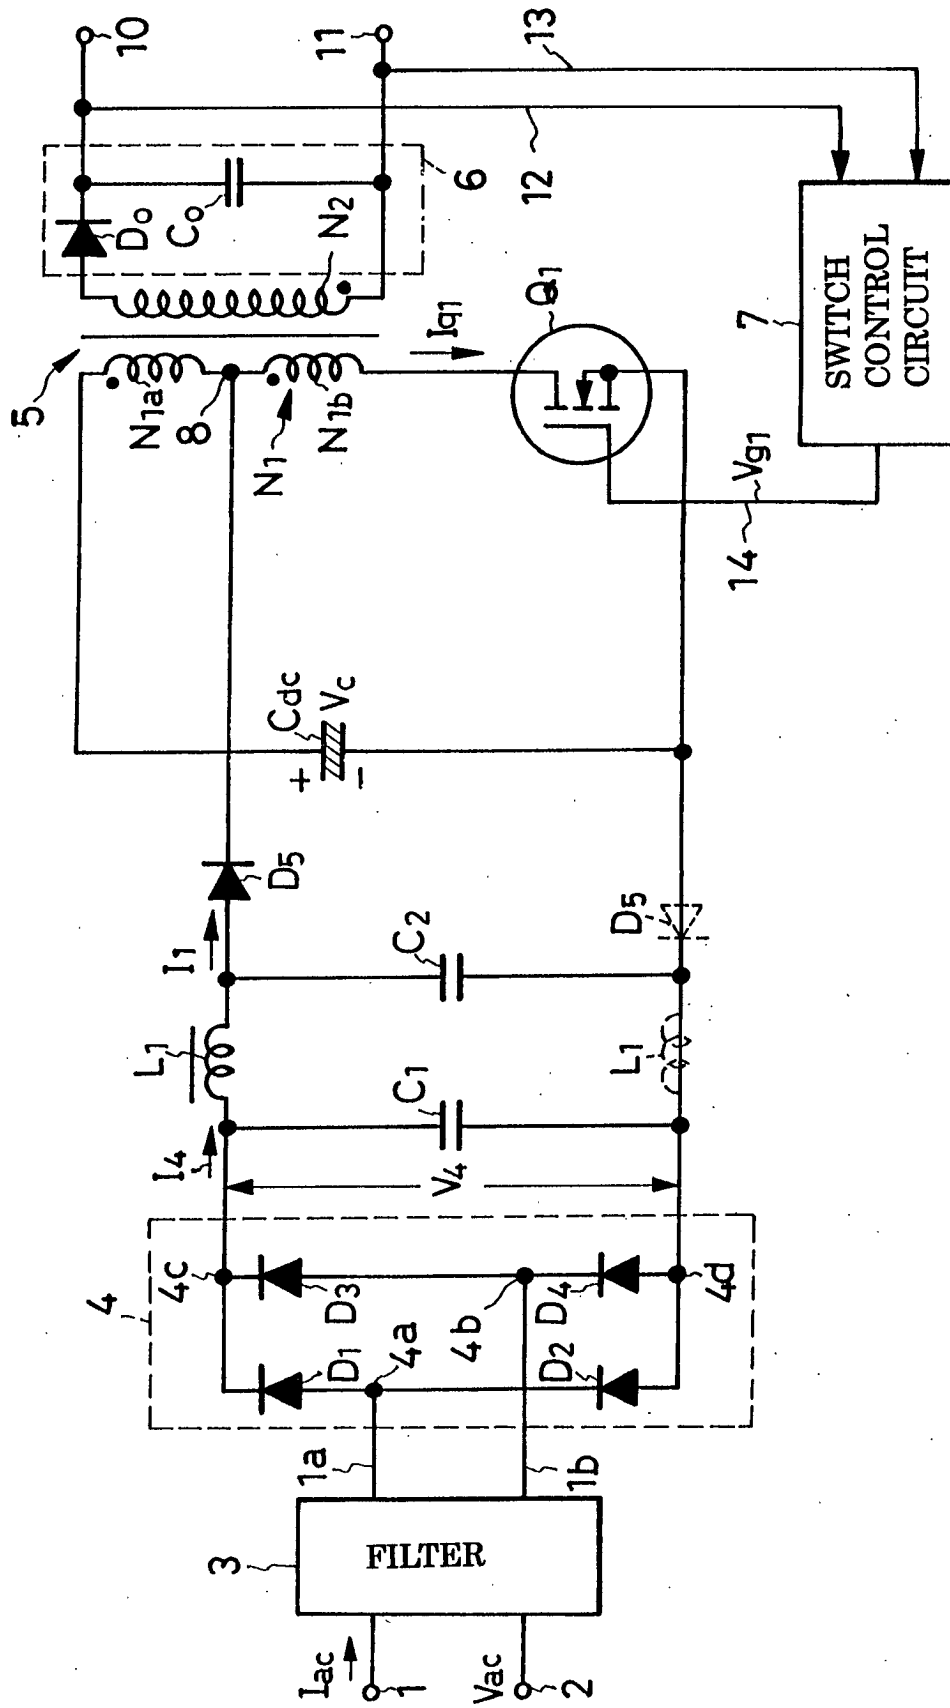 Iac
1
Vac
2
3
FILTER
1a
1b
4
4c
D1
D3
4a
4b
D2
D4
4d
I4
V4
L1
C1
L1
I1
C2
D5
D5
Cdc
Vc
+
−
5
N1a
8
N1
N1b
Iq1
Q1
14
Vg1
Do
Co
N2
6
10
11
12
13
7
SWITCH
CONTROL
CIRCUIT